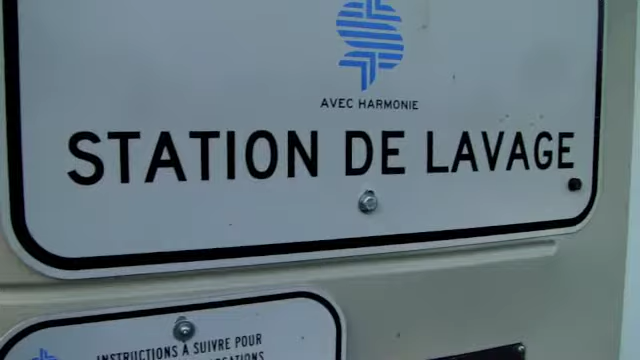 AVEC HARMONIE
STATION DE LAVAGE
INSTRUCTIONS À SUIVRE POUR